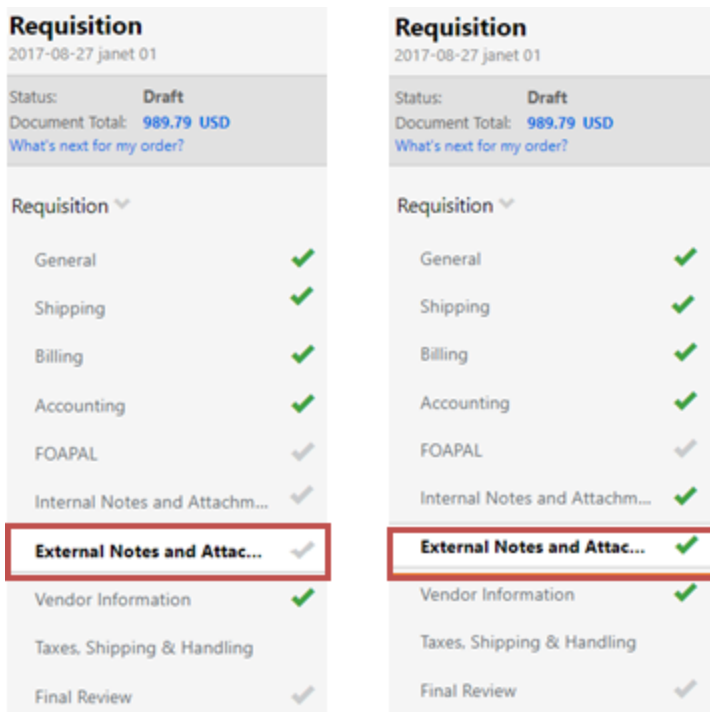 Requisition
2017-08-27 janet 01
Status: Draft
Document Total: 989.79 USD
What's next for my order?
Requisition
General
Shipping
Billing
Accounting
FOAPAL
Internal Notes and Attachm...
External Notes and Attac...
Vendor Information
Taxes, Shipping & Handling
Final Review
Requisition
2017-08-27 janet 01
Status: Draft
Document Total: 989.79 USD
What's next for my order?
Requisition
General
Shipping
Billing
Accounting
FOAPAL
Internal Notes and Attachm...
External Notes and Attac...
Vendor Information
Taxes, Shipping & Handling
Final Review